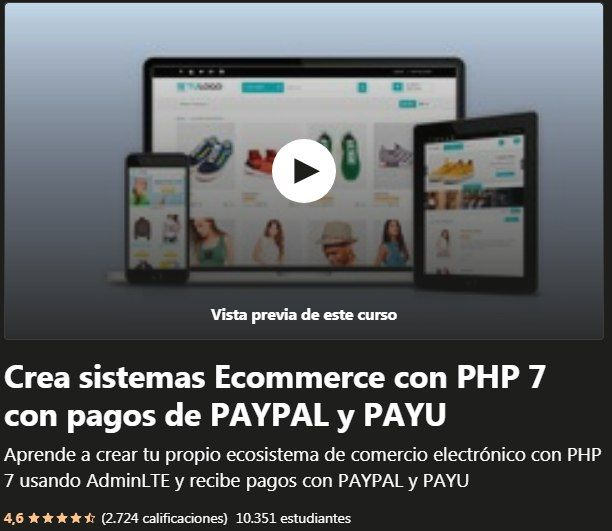 TU LOGO
Vista previa de este curso
Crea sistemas Ecommerce con PHP 7
con pagos de PAYPAL y PAYU
Aprende a crear tu propio ecosistema de comercio electrónico con PHP
7 usando AdminLTE y recibe pagos con PAYPAL y PAYU
4,6 (2.724 calificaciones) 10.351 estudiantes